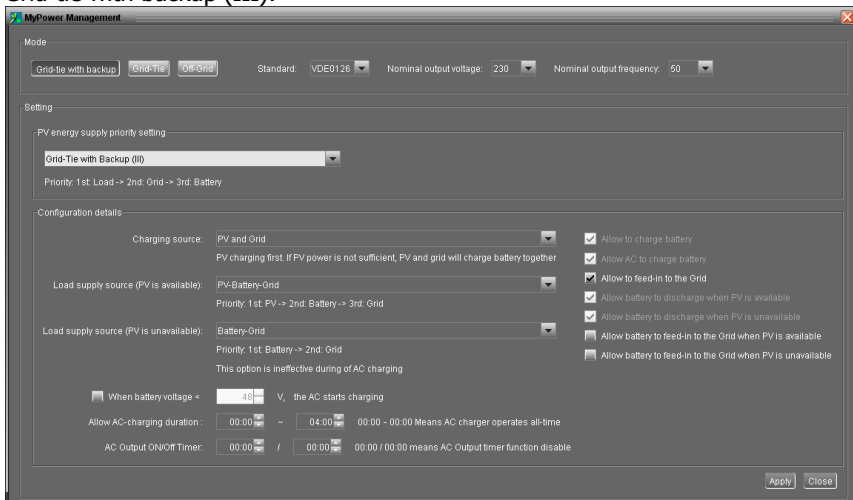 Grid-tie with backup (III):
MyPower Management
Mode
Grid-tie with backup Grid-Tie Off-Grid Standard: VDE0126 Nominal output voltage: 230 Nominal output frequency: 50
Setting
PV energy supply priority setting
Grid-Tie with Backup (III)
Priority: 1st: Load -> 2nd: Grid -> 3rd: Battery
Configuration details
Charging source: PV and Grid
PV charging first. If PV power is not sufficient, PV and grid will charge battery together
Load supply source (PV is available): PV-Battery-Grid
Priority: 1st: PV -> 2nd: Battery -> 3rd: Grid
Load supply source (PV is unavailable): Battery-Grid
Priority: 1st: Battery -> 2nd: Grid
This option is ineffective during of AC charging
When battery voltage < 48 V, the AC starts charging
Allow AC-charging duration : 00:00 ~ 04:00 00:00 - 00:00 Means AC charger operates all-time
AC Output ON/Off Timer: 00:00 / 00:00 00:00 / 00:00 means AC Output timer function disable
Allow to charge battery
Allow AC to charge battery
Allow to feed-in to the Grid
Allow battery to discharge when PV is available
Allow battery to discharge when PV is unavailable
Allow battery to feed-in to the Grid when PV is available
Allow battery to feed-in to the Grid when PV is unavailable
Apply Close